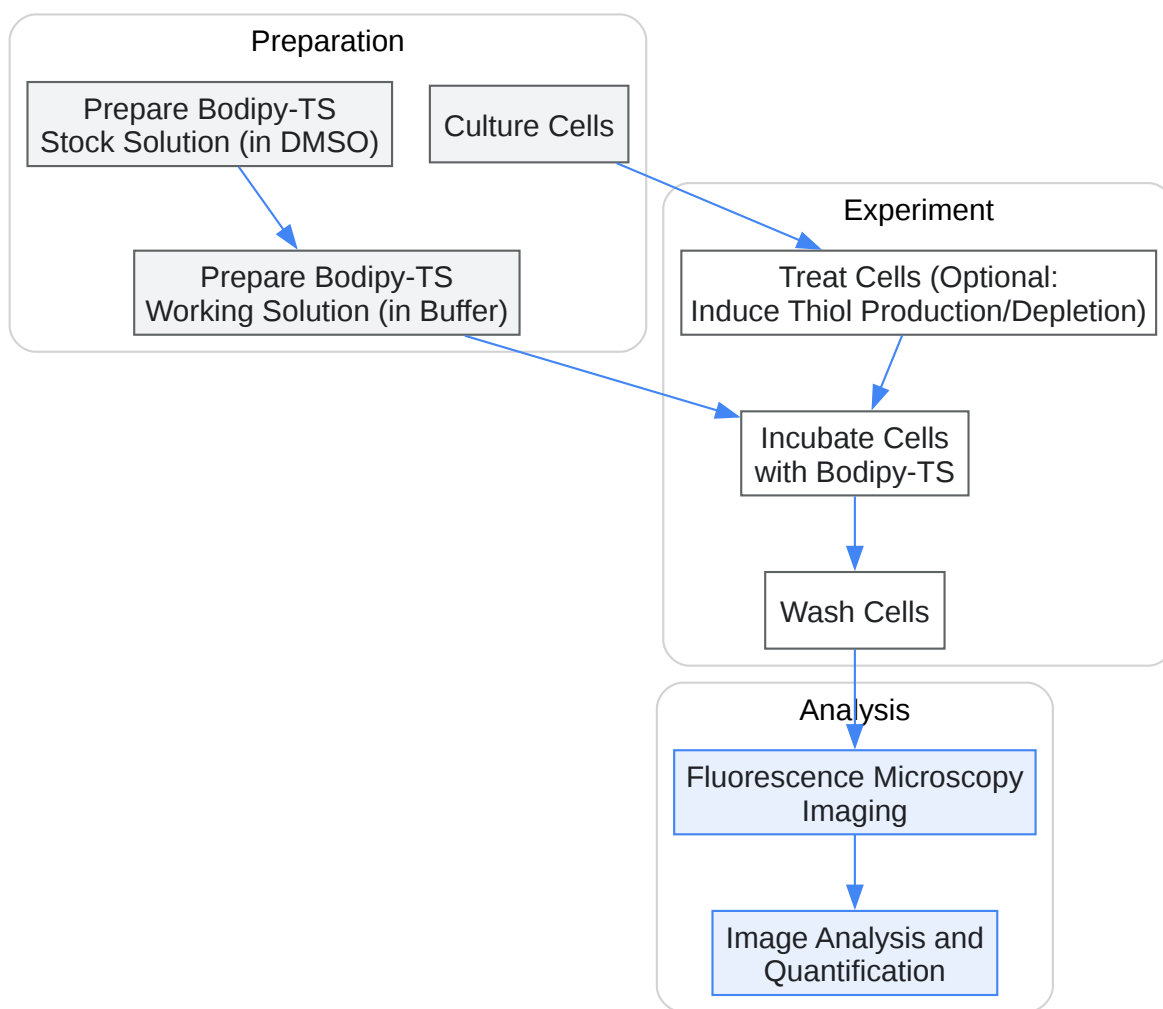 Preparation
Prepare Bodipy-TS
Stock Solution (in DMSO)
Culture Cells
Prepare Bodipy-TS
Working Solution (in Buffer)
Experiment
Treat Cells (Optional:
Induce Thiol Production/Depletion)
Incubate Cells
with Bodipy-TS
Wash Cells
Analysis
Fluorescence Microscopy
Imaging
Image Analysis and
Quantification